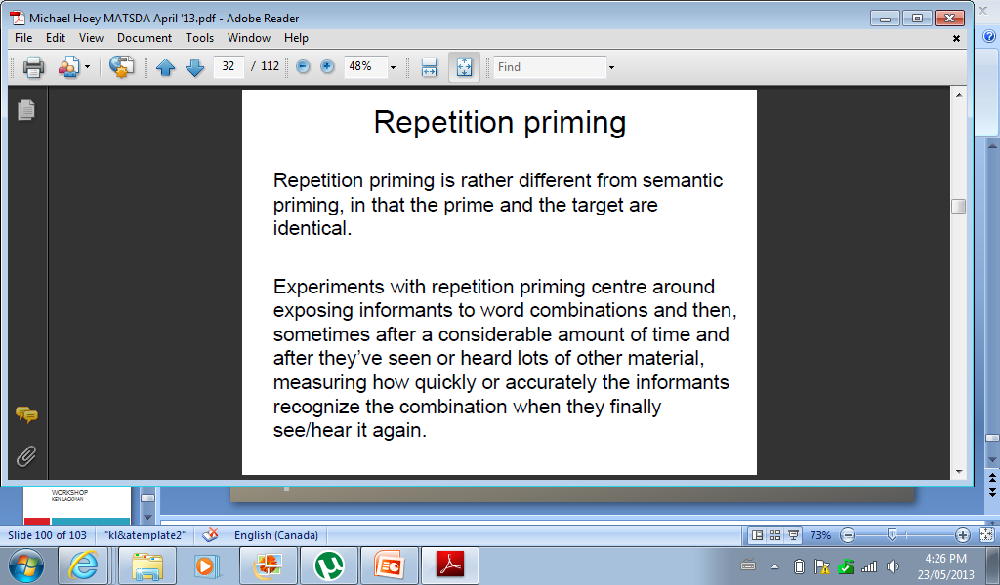 Michael Hoey MATSDA April '13.pdf - Adobe Reader
File Edit View Document Tools Window Help
32 / 112 48% Find
Repetition priming
Repetition priming is rather different from semantic
priming, in that the prime and the target are
identical.
Experiments with repetition priming centre around
exposing informants to word combinations and then,
sometimes after a considerable amount of time and
after they've seen or heard lots of other material,
measuring how quickly or accurately the informants
recognize the combination when they finally
see/hear it again.
WORKSHOP
KEN LACKMAN
Slide 100 of 103 "kl&atemplate2" English (Canada) 73%
4:26 PM
23/05/2013